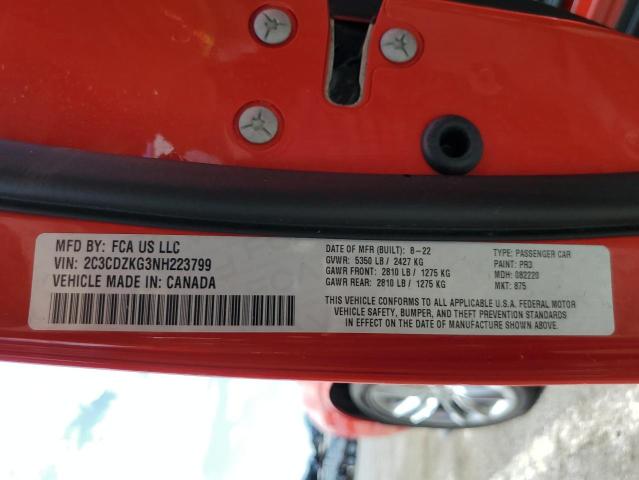 MFD BY: FCA US LLC
VIN: 2C3CDZKG3NH223799
VEHICLE MADE IN: CANADA
DATE OF MFR (BUILT): 8-22
GVWR: 5350 LB / 2427 KG
GAWR FRONT: 2810 LB / 1275 KG
GAWR REAR: 2810 LB / 1275 KG
THIS VEHICLE CONFORMS TO ALL APPLICABLE U.S.A. FEDERAL MOTOR
VEHICLE SAFETY, BUMPER, AND THEFT PREVENTION STANDARDS
IN EFFECT ON THE DATE OF MANUFACTURE SHOWN ABOVE.
TYPE: PASSENGER CAR
PAINT: PR3
MDH: 082220
MKT: 875